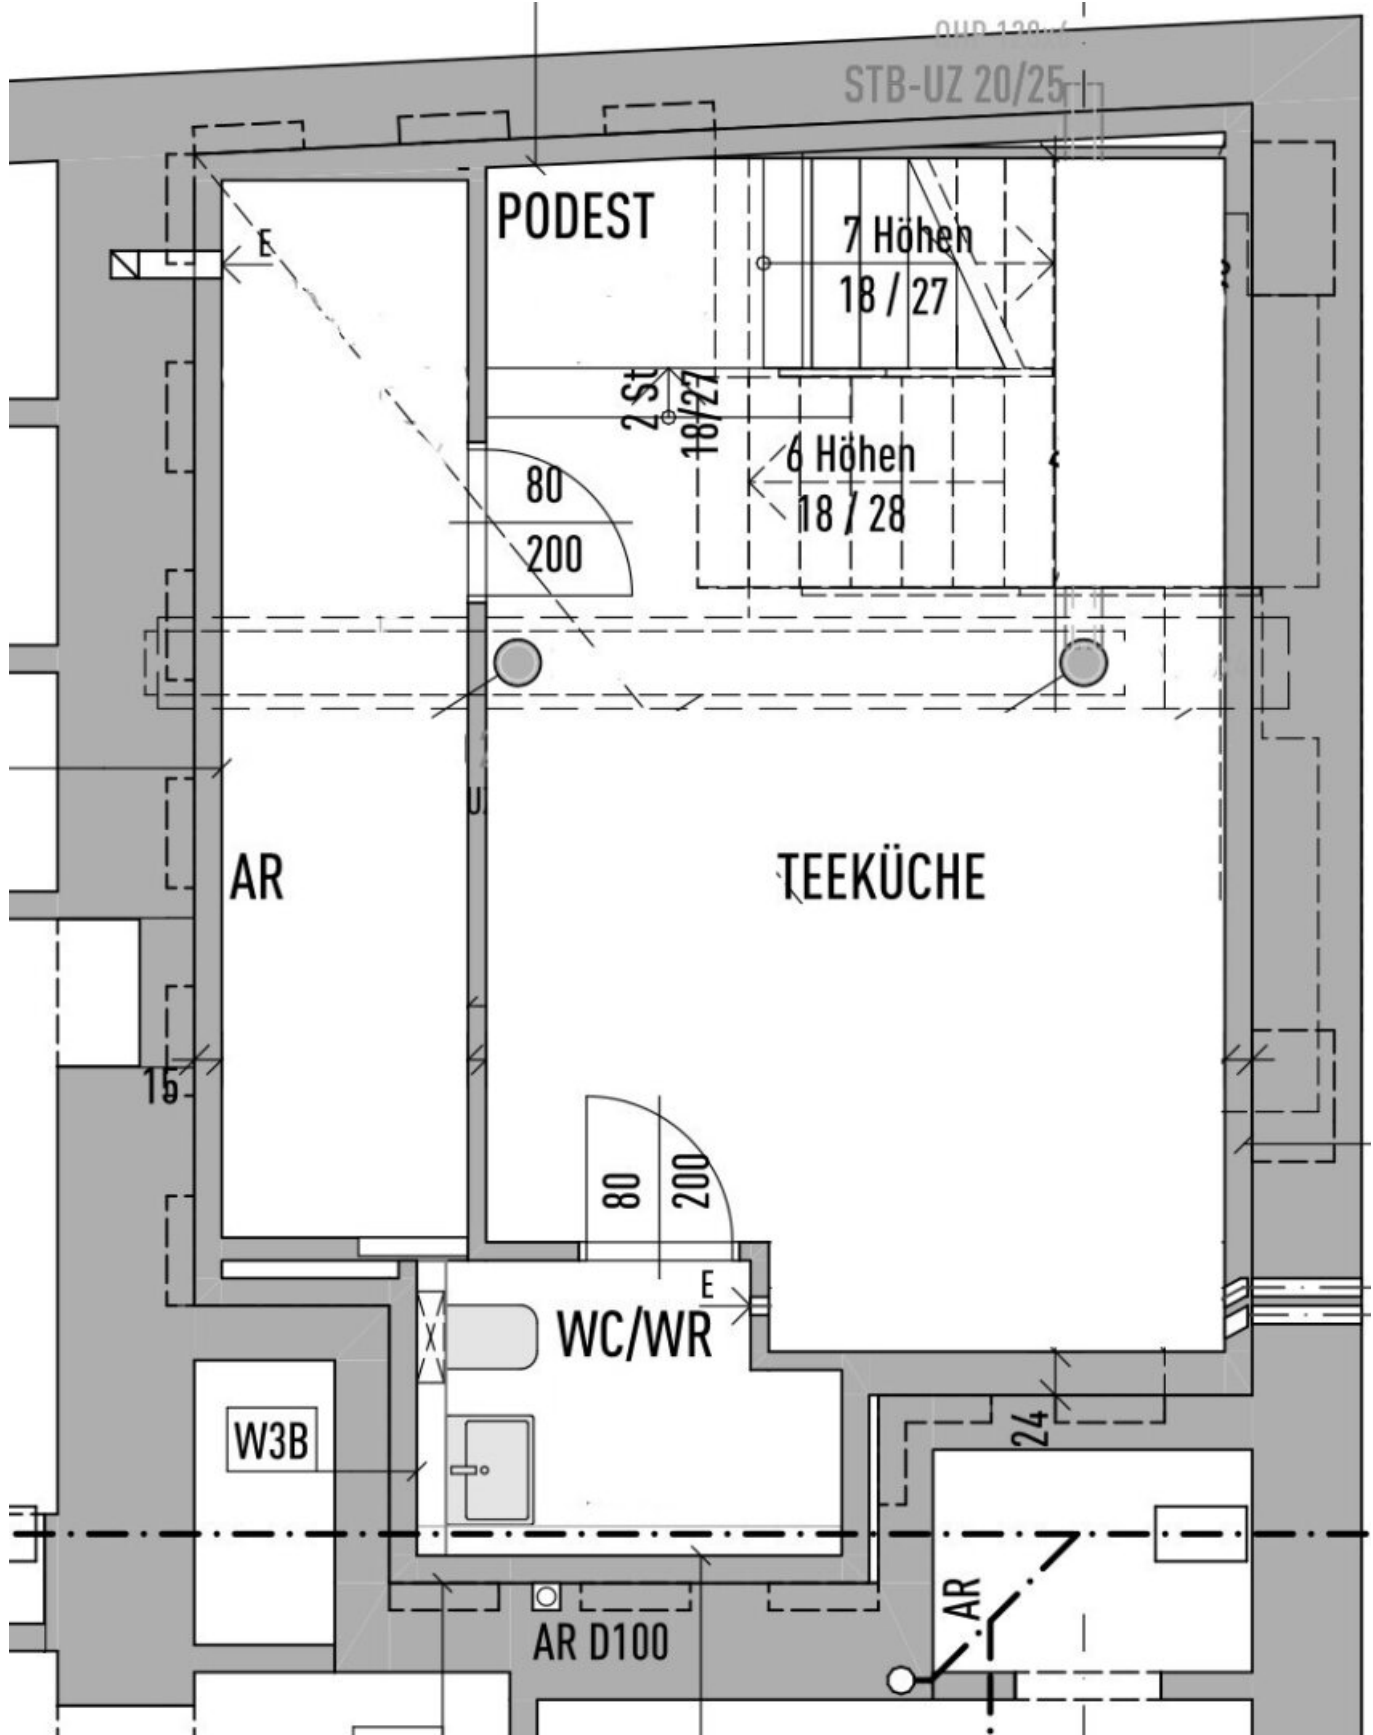 STB-UZ 20/25
PODEST
E
7 Höhen
18 / 27
2 St
18/27
6 Höhen
18 / 28
80
200
AR
TEEKÜCHE
15
80
200
E
WC/WR
W3B
24
AR
AR D100